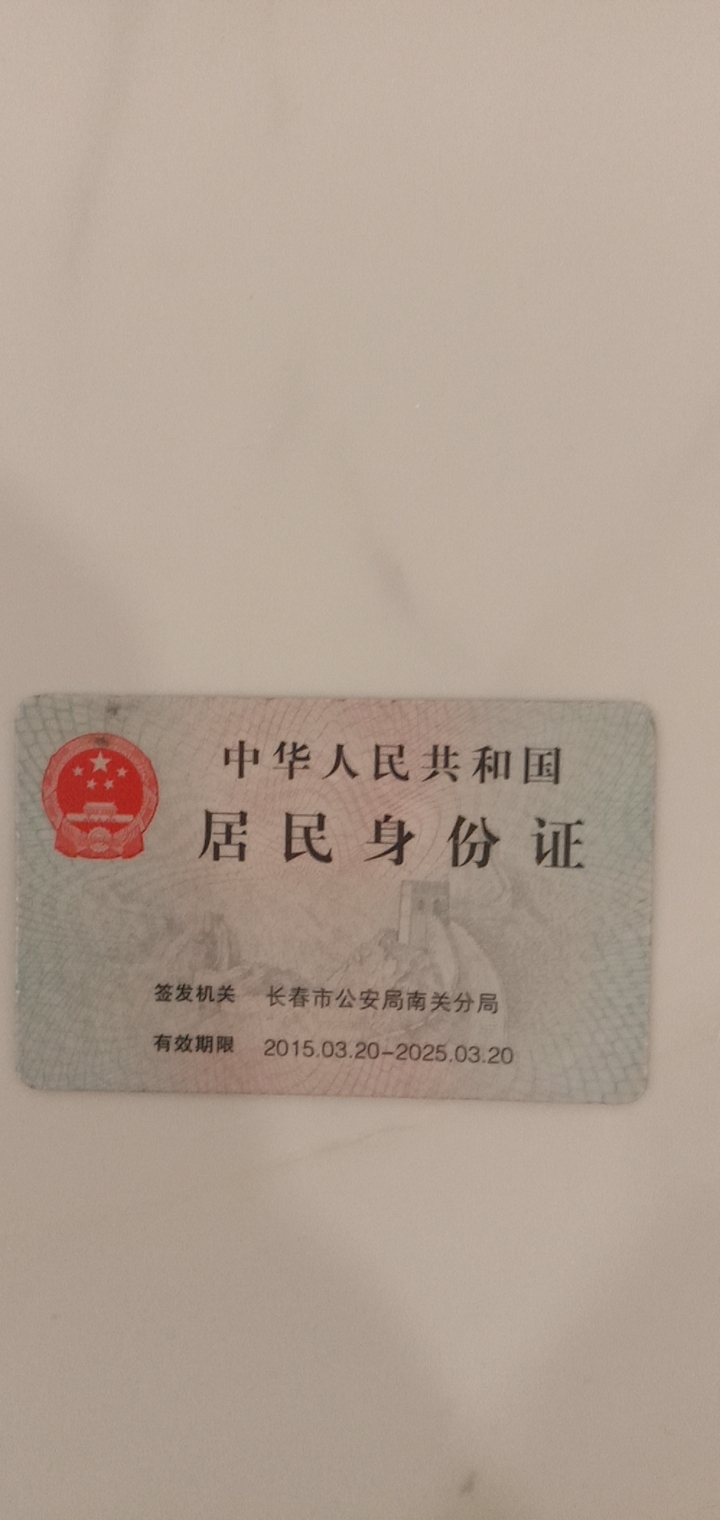 中华人民共和国
居民身份证
签发机关 长春市公安局南关分局
有效期限 2015.03.20-2025.03.20